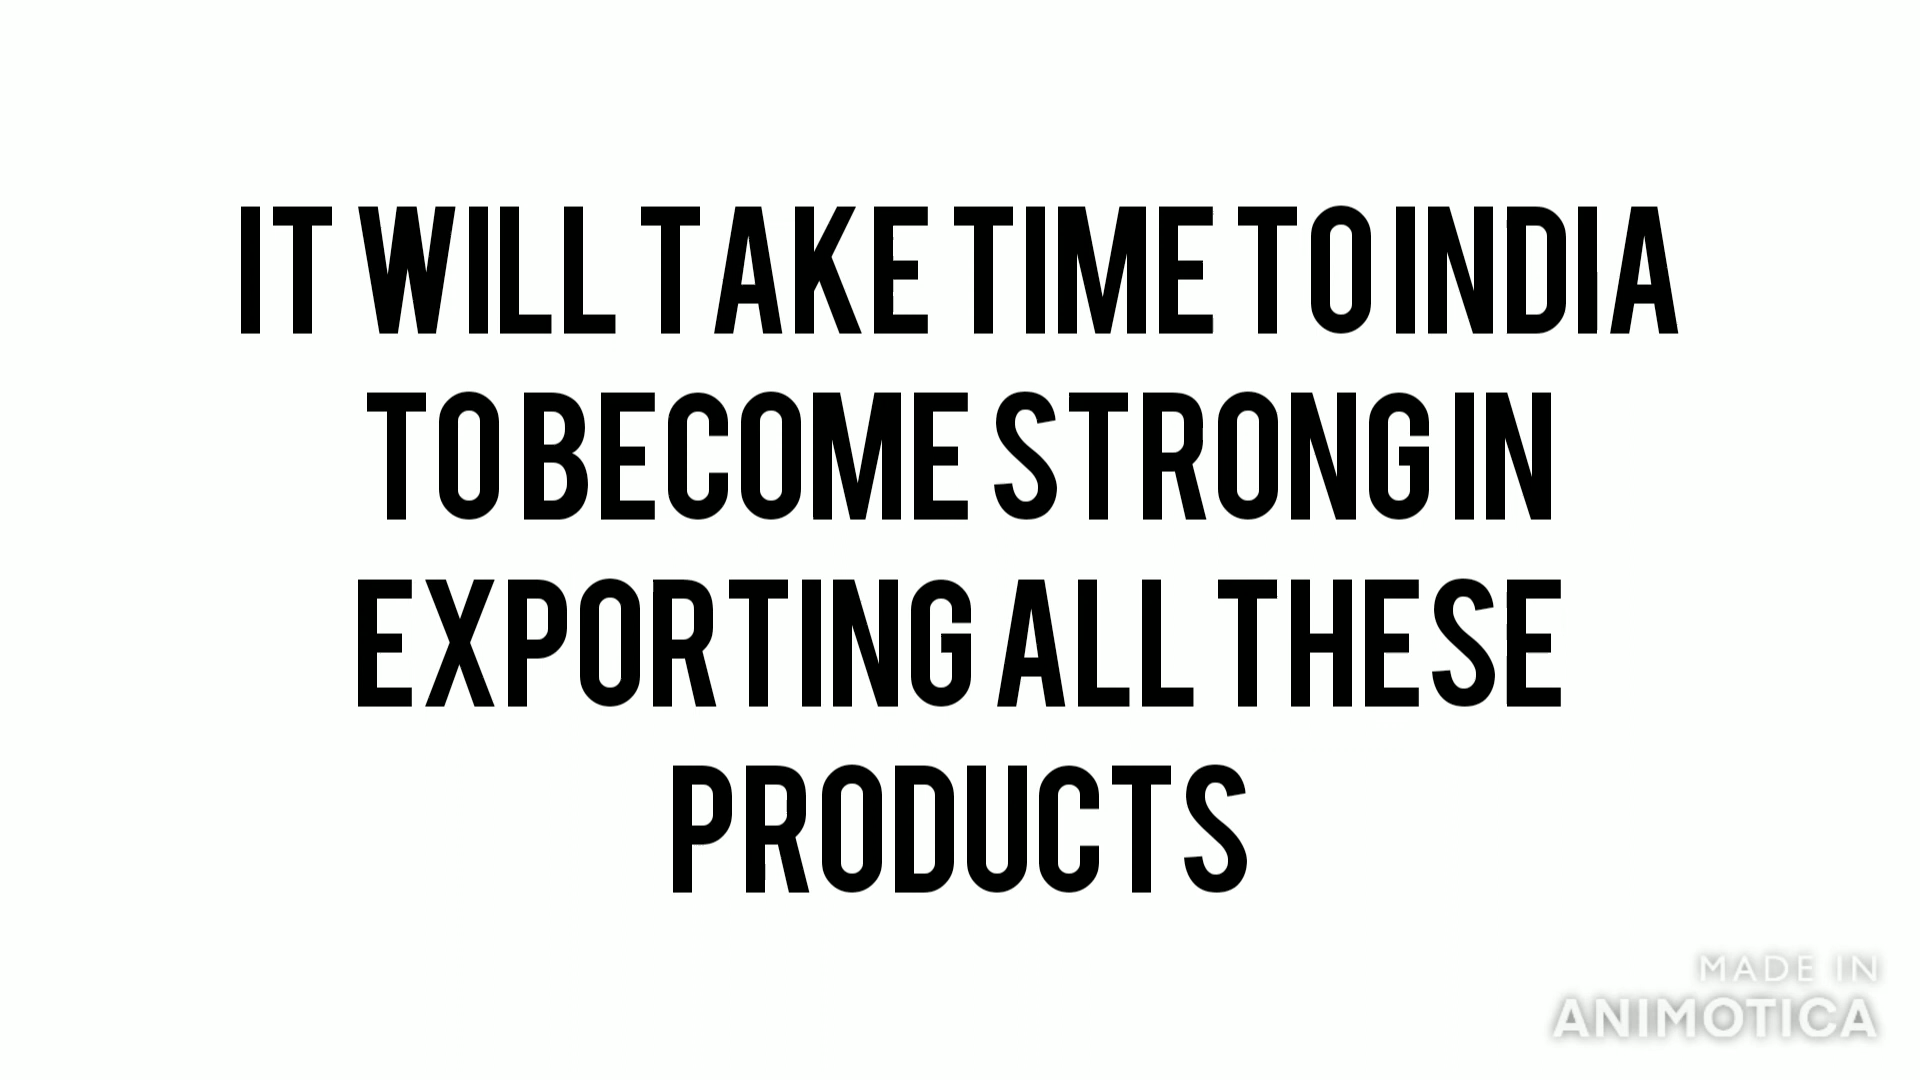 IT WILL TAKE TIME TO INDIA
TO BECOME STRONG IN
EXPORTING ALL THESE
PRODUCTS
MADE IN
ANIMOTICA